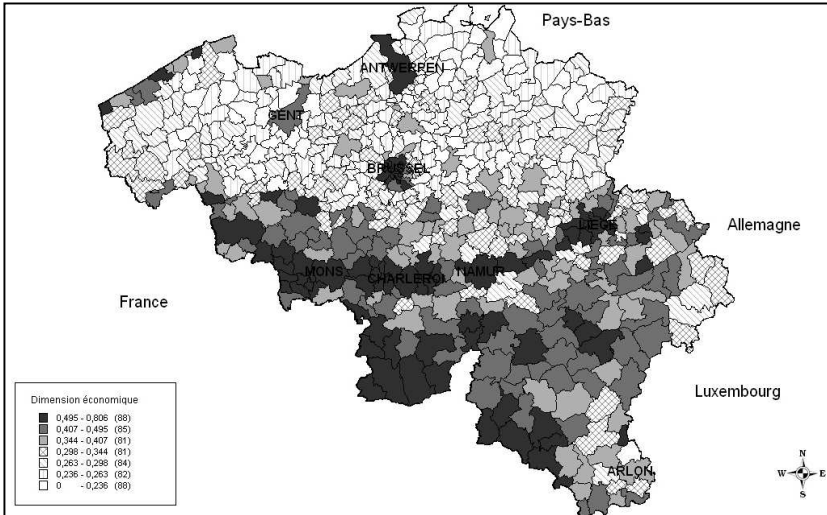 Pays-Bas
ANTWERPEN
GENT
BRUSSEL
LIEGE
Allemagne
MONS
CHARLEROI
NAMUR
France
Luxembourg
ARLON
Dimension économique
0,495 - 0,806 (88)
0,407 - 0,495 (85)
0,344 - 0,407 (81)
0,298 - 0,344 (81)
0,263 - 0,298 (84)
0,236 - 0,263 (82)
0 - 0,236 (88)
N
W E
S